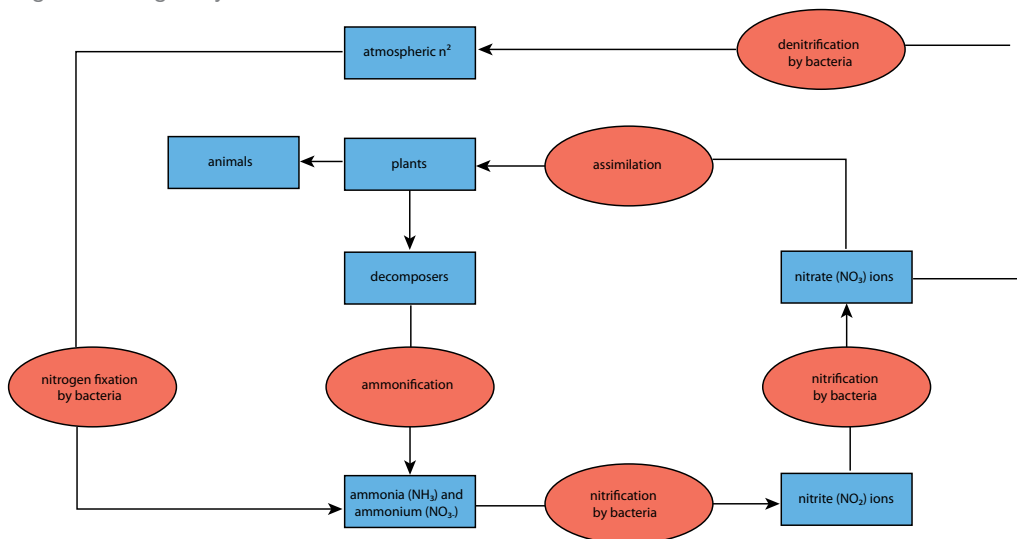 atmospheric n²
denitrification
by bacteria
animals
plants
assimilation
decomposers
nitrate (NO₃) ions
nitrogen fixation
by bacteria
ammonification
nitrification
by bacteria
ammonia (NH₃) and
ammonium (NO₃-)
nitrification
by bacteria
nitrite (NO₂) ions